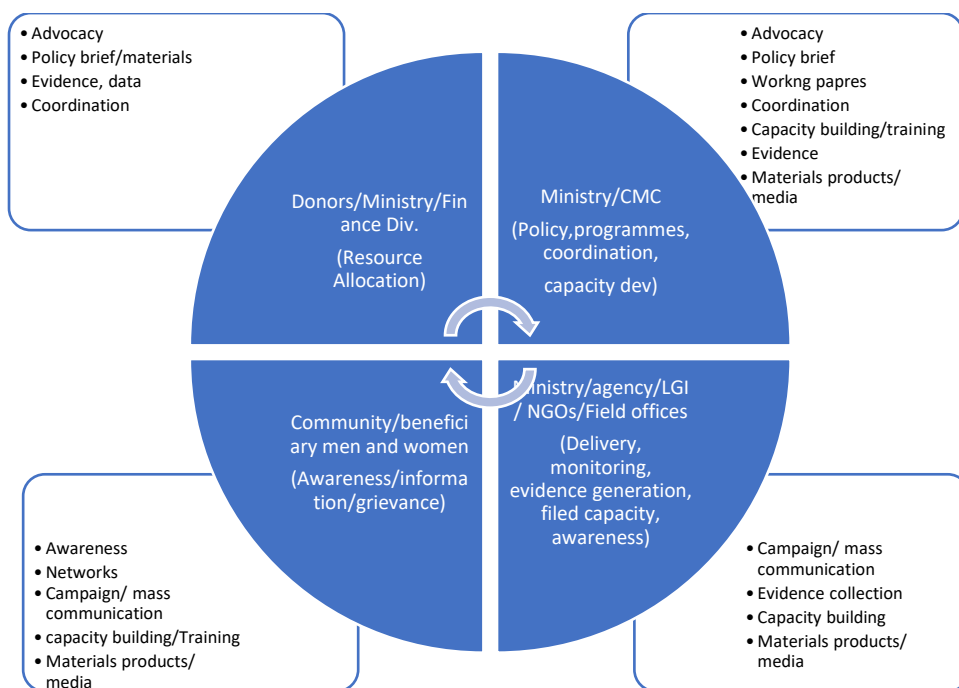 • Advocacy
• Policy brief/materials
• Evidence, data
• Coordination
• Advocacy
• Policy brief
• Workng papres
• Coordination
• Capacity building/training
• Evidence
• Materials products/
media
Donors/Ministry/Fin
ance Div.
(Resource
Allocation)
Ministry/CMC
(Policy,programmes,
coordination,
capacity dev)
Community/benefici
ary men and women
(Awareness/informa
tion/grievance)
Ministry/agency/LGI
/ NGOs/Field offices
(Delivery,
monitoring,
evidence generation,
filed capacity,
awareness)
• Awareness
• Networks
• Campaign/ mass
communication
• capacity building/Training
• Materials products/
media
• Campaign/ mass
communication
• Evidence collection
• Capacity building
• Materials products/
media